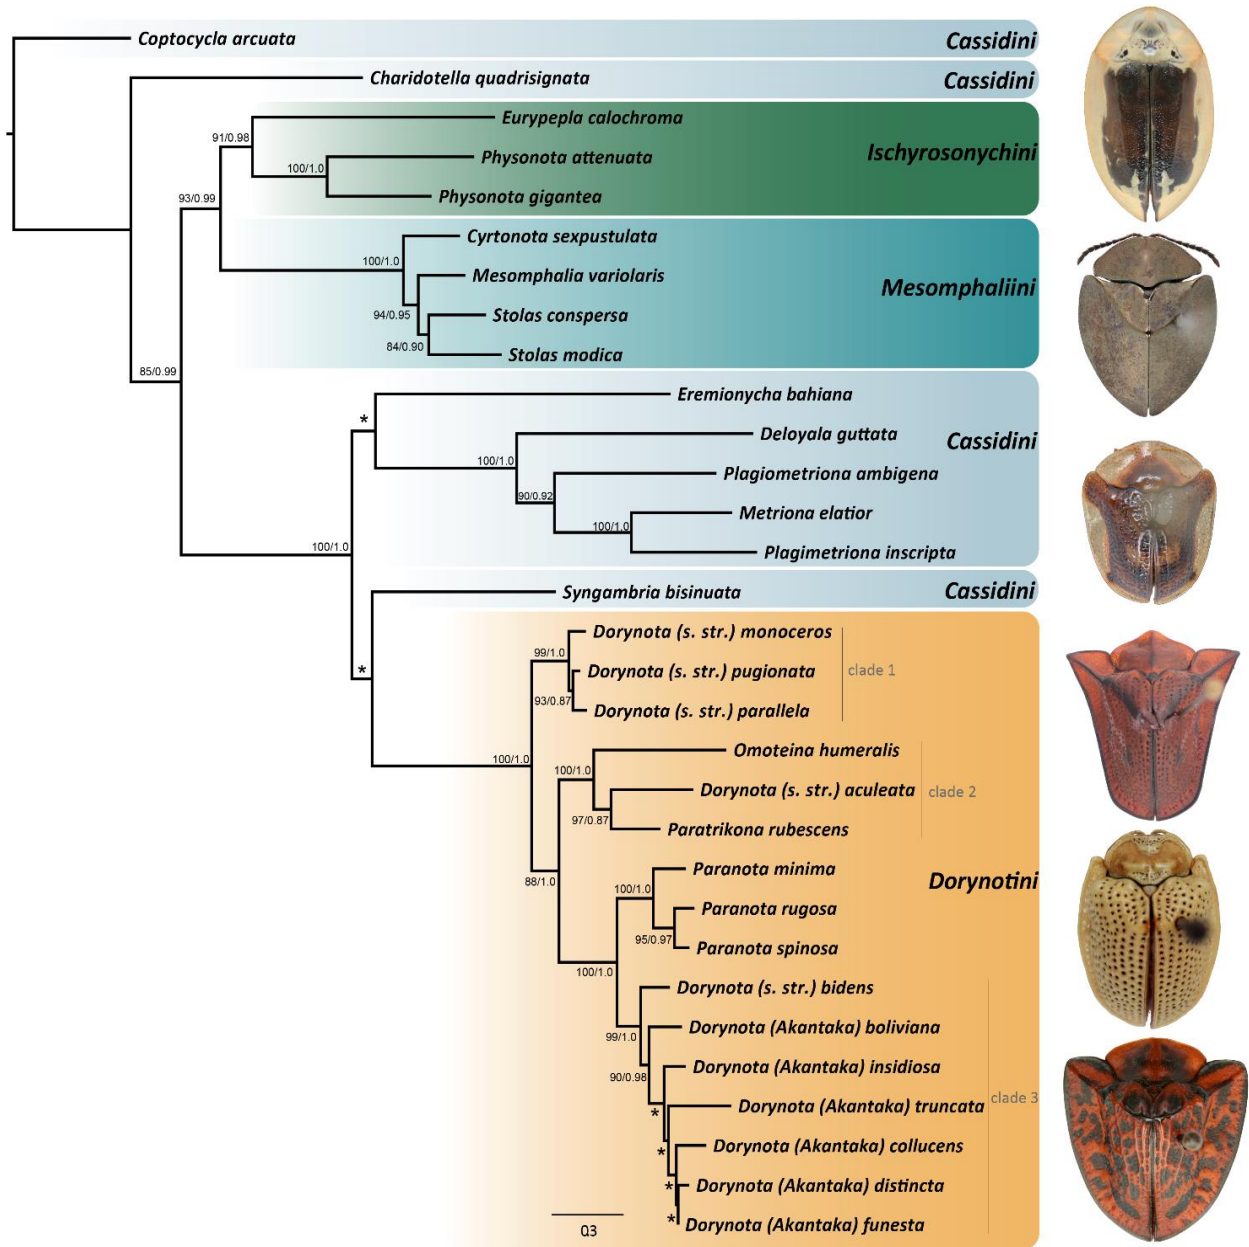 Coptocycla arcuata
Cassidini
Charidotella quadrisignata
Cassidini
Eurypepla calochroma
91/0.98
Ischyrosonychini
Physonota attenuata
100/1.0
Physonota gigantea
93/0.99
Cyrtonota sexpustulata
100/1.0
Mesomphalia variolaris
Mesomphaliini
94/0.95
Stolas conspersa
84/0.90
Stolas modica
85/0.99
Eremionycha bahiana
*
Deloyala guttata
Cassidini
100/1.0
Plagiometriona ambigena
90/0.92
Metriona elatior
100/1.0
Plagimetriona inscripta
100/1.0
Syngambria bisinuata
Cassidini
Dorynota (s. str.) monoceros
99/1.0
*
Dorynota (s. str.) pugionata
clade 1
93/0.87
Dorynota (s. str.) parallela
Omoteina humeralis
100/1.0
100/1.0
Dorynota (s. str.) aculeata
clade 2
97/0.87
Paratrikona rubescens
Paranota minima
88/1.0
Dorynotini
100/1.0
Paranota rugosa
95/0.97
Paranota spinosa
100/1.0
Dorynota (s. str.) bidens
Dorynota (Akantaka) boliviana
99/1.0
Dorynota (Akantaka) insidiosa
90/0.98
Dorynota (Akantaka) truncata
clade 3
*
Dorynota (Akantaka) collucens
*
Dorynota (Akantaka) distincta
*
Dorynota (Akantaka) funesta
*
03